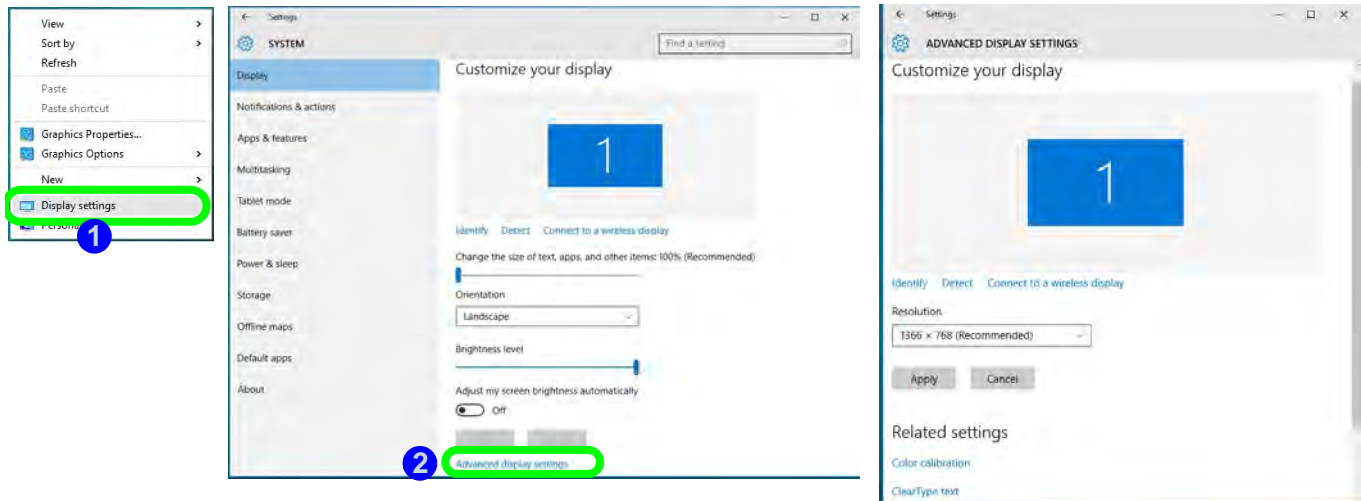 View
Sort by
Refresh
Paste
Paste shortcut
Graphics Properties...
Graphics Options
New
Display settings
1
Settings
SYSTEM
Find a setting
Display
Notifications & actions
Apps & features
Multitasking
Tablet mode
Battery saver
Power & sleep
Storage
Offline maps
Default apps
About
Customize your display
1
Identify Detect Connect to a wireless display
Change the size of text, apps, and other items: 100% (Recommended)
Orientation
Landscape
Brightness level
Adjust my screen brightness automatically
Off
2
Advanced display settings
Settings
ADVANCED DISPLAY SETTINGS
Customize your display
1
Identify Detect Connect to a wireless display
Resolution
1366 × 768 (Recommended)
Apply Cancel
Related settings
Color calibration
ClearType text